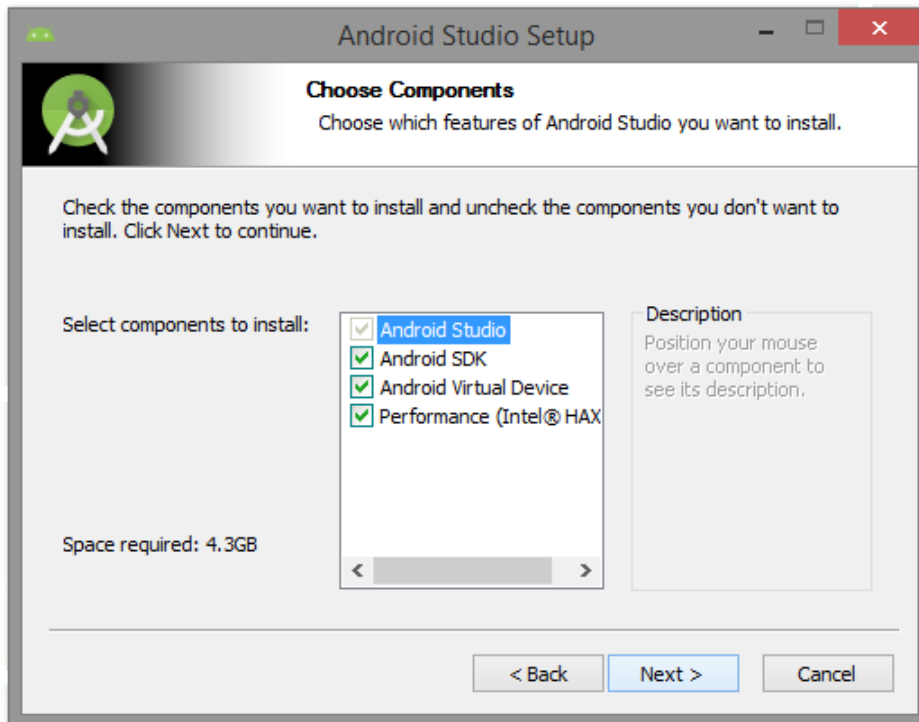 Android Studio Setup
Choose Components
Choose which features of Android Studio you want to install.
Check the components you want to install and uncheck the components you don't want to
install. Click Next to continue.
Select components to install:
Android Studio
Android SDK
Android Virtual Device
Performance (Intel® HAX
Description
Position your mouse
over a component to
see its description.
Space required: 4.3GB
< Back
Next >
Cancel